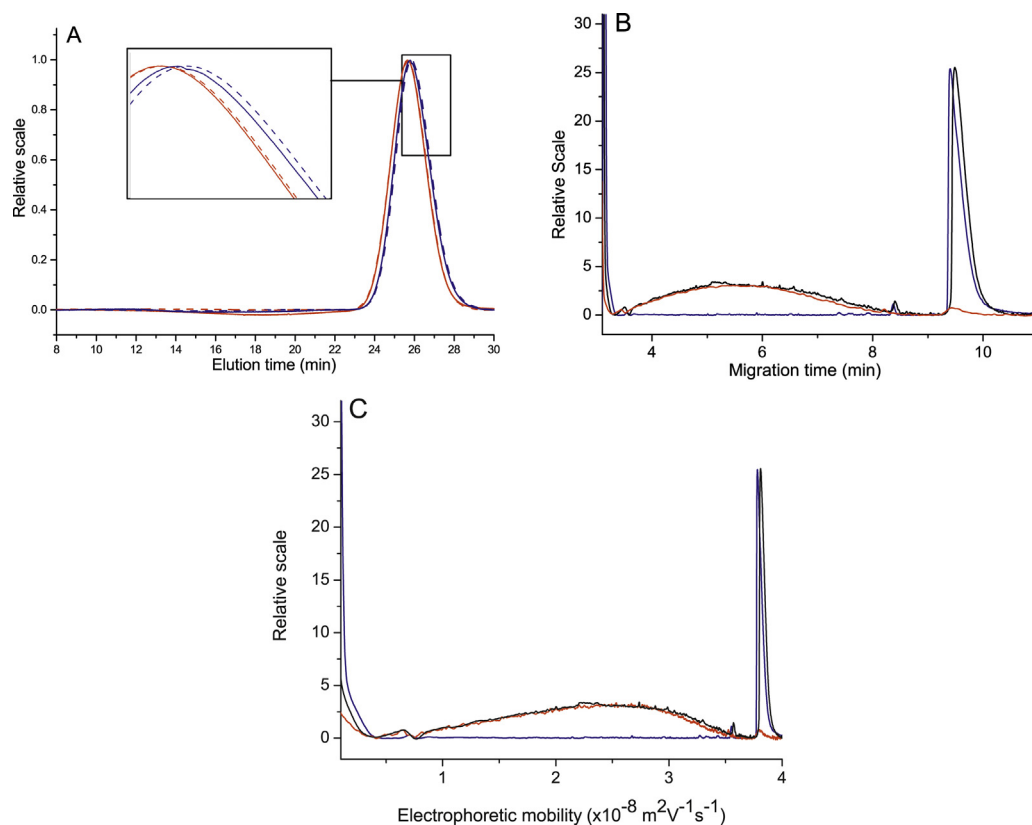 A
Relative scale
1.0
0.8
0.6
0.4
0.2
0.0
8 10 12 14 16 18 20 22 24 26 28 30
Elution time (min)
B
Relative Scale
30
25
20
15
10
5
0
4 6 8 10
Migration time (min)
C
Relative scale
30
25
20
15
10
5
0
1 2 3 4
Electrophoretic mobility (x10⁻⁸ m²V⁻¹s⁻¹)